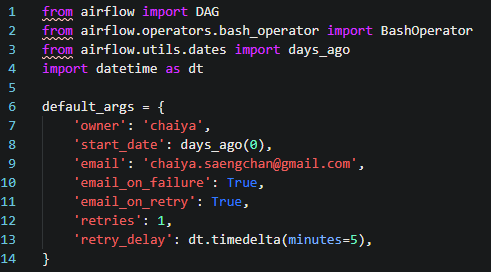 1 from airflow import DAG
2 from airflow.operators.bash_operator import BashOperator
3 from airflow.utils.dates import days_ago
4 import datetime as dt
5
6 default_args = {
7     'owner': 'chaiya',
8     'start_date': days_ago(0),
9     'email': 'chaiya.saengchan@gmail.com',
10     'email_on_failure': True,
11     'email_on_retry': True,
12     'retries': 1,
13     'retry_delay': dt.timedelta(minutes=5),
14 }